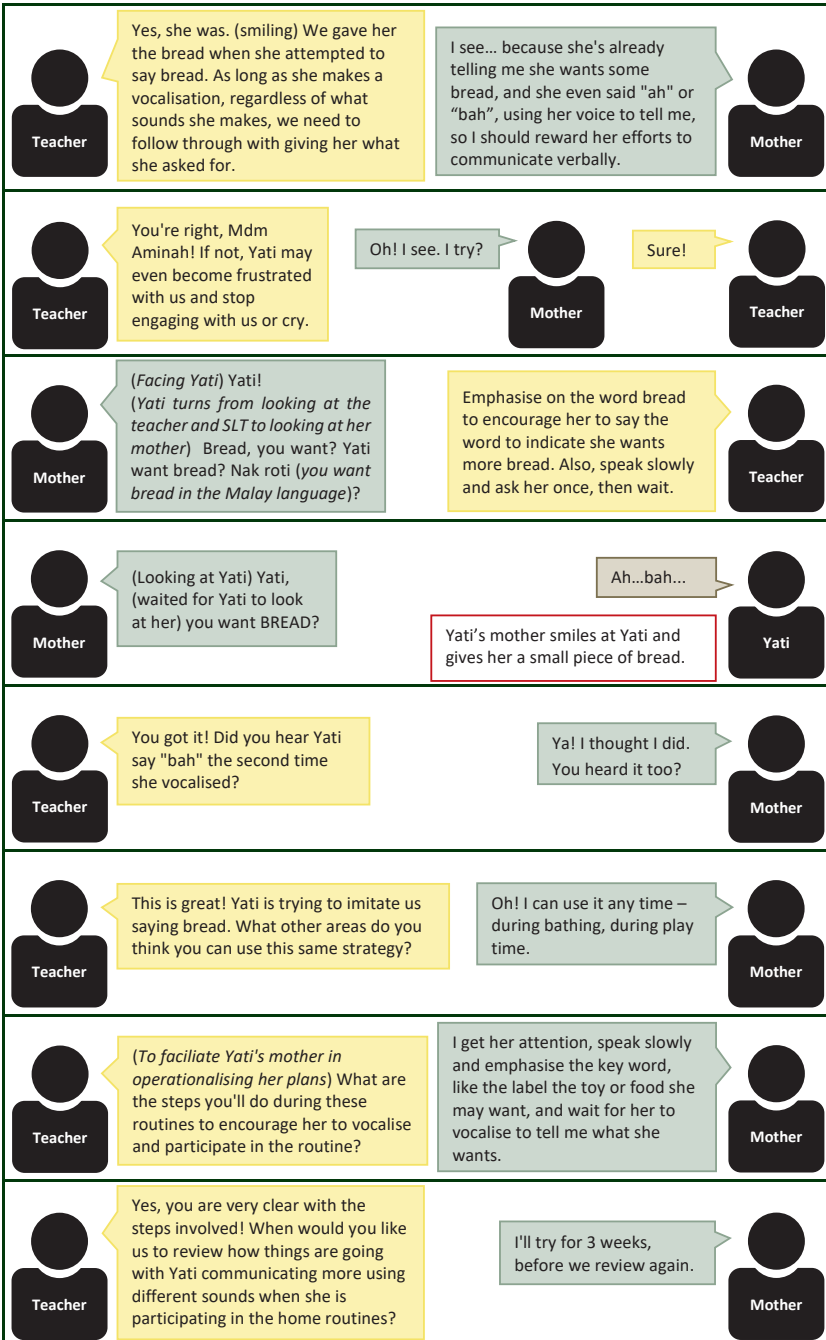 Yes, she was. (smiling) We gave her
the bread when she attempted to
say bread. As long as she makes a
vocalisation, regardless of what
sounds she makes, we need to
follow through with giving her what
she asked for.
Teacher
I see... because she's already
telling me she wants some
bread, and she even said "ah" or
“bah”, using her voice to tell me,
so I should reward her efforts to
communicate verbally.
Mother
You're right, Mdm
Aminah! If not, Yati may
even become frustrated
with us and stop
engaging with us or cry.
Teacher
Oh! I see. I try?
Mother
Sure!
Teacher
(Facing Yati) Yati!
(Yati turns from looking at the
teacher and SLT to looking at her
mother) Bread, you want? Yati
want bread? Nak roti (you want
bread in the Malay language)?
Mother
Emphasise on the word bread
to encourage her to say the
word to indicate she wants
more bread. Also, speak slowly
and ask her once, then wait.
Teacher
(Looking at Yati) Yati,
(waited for Yati to look
at her) you want BREAD?
Mother
Ah...bah...
Yati
Yati’s mother smiles at Yati and
gives her a small piece of bread.
You got it! Did you hear Yati
say "bah" the second time
she vocalised?
Teacher
Ya! I thought I did.
You heard it too?
Mother
This is great! Yati is trying to imitate us
saying bread. What other areas do you
think you can use this same strategy?
Teacher
Oh! I can use it any time –
during bathing, during play
time.
Mother
(To faciliate Yati's mother in
operationalising her plans) What are
the steps you'll do during these
routines to encourage her to vocalise
and participate in the routine?
Teacher
I get her attention, speak slowly
and emphasise the key word,
like the label the toy or food she
may want, and wait for her to
vocalise to tell me what she
wants.
Mother
Yes, you are very clear with the
steps involved! When would you like
us to review how things are going
with Yati communicating more using
different sounds when she is
participating in the home routines?
Teacher
I'll try for 3 weeks,
before we review again.
Mother